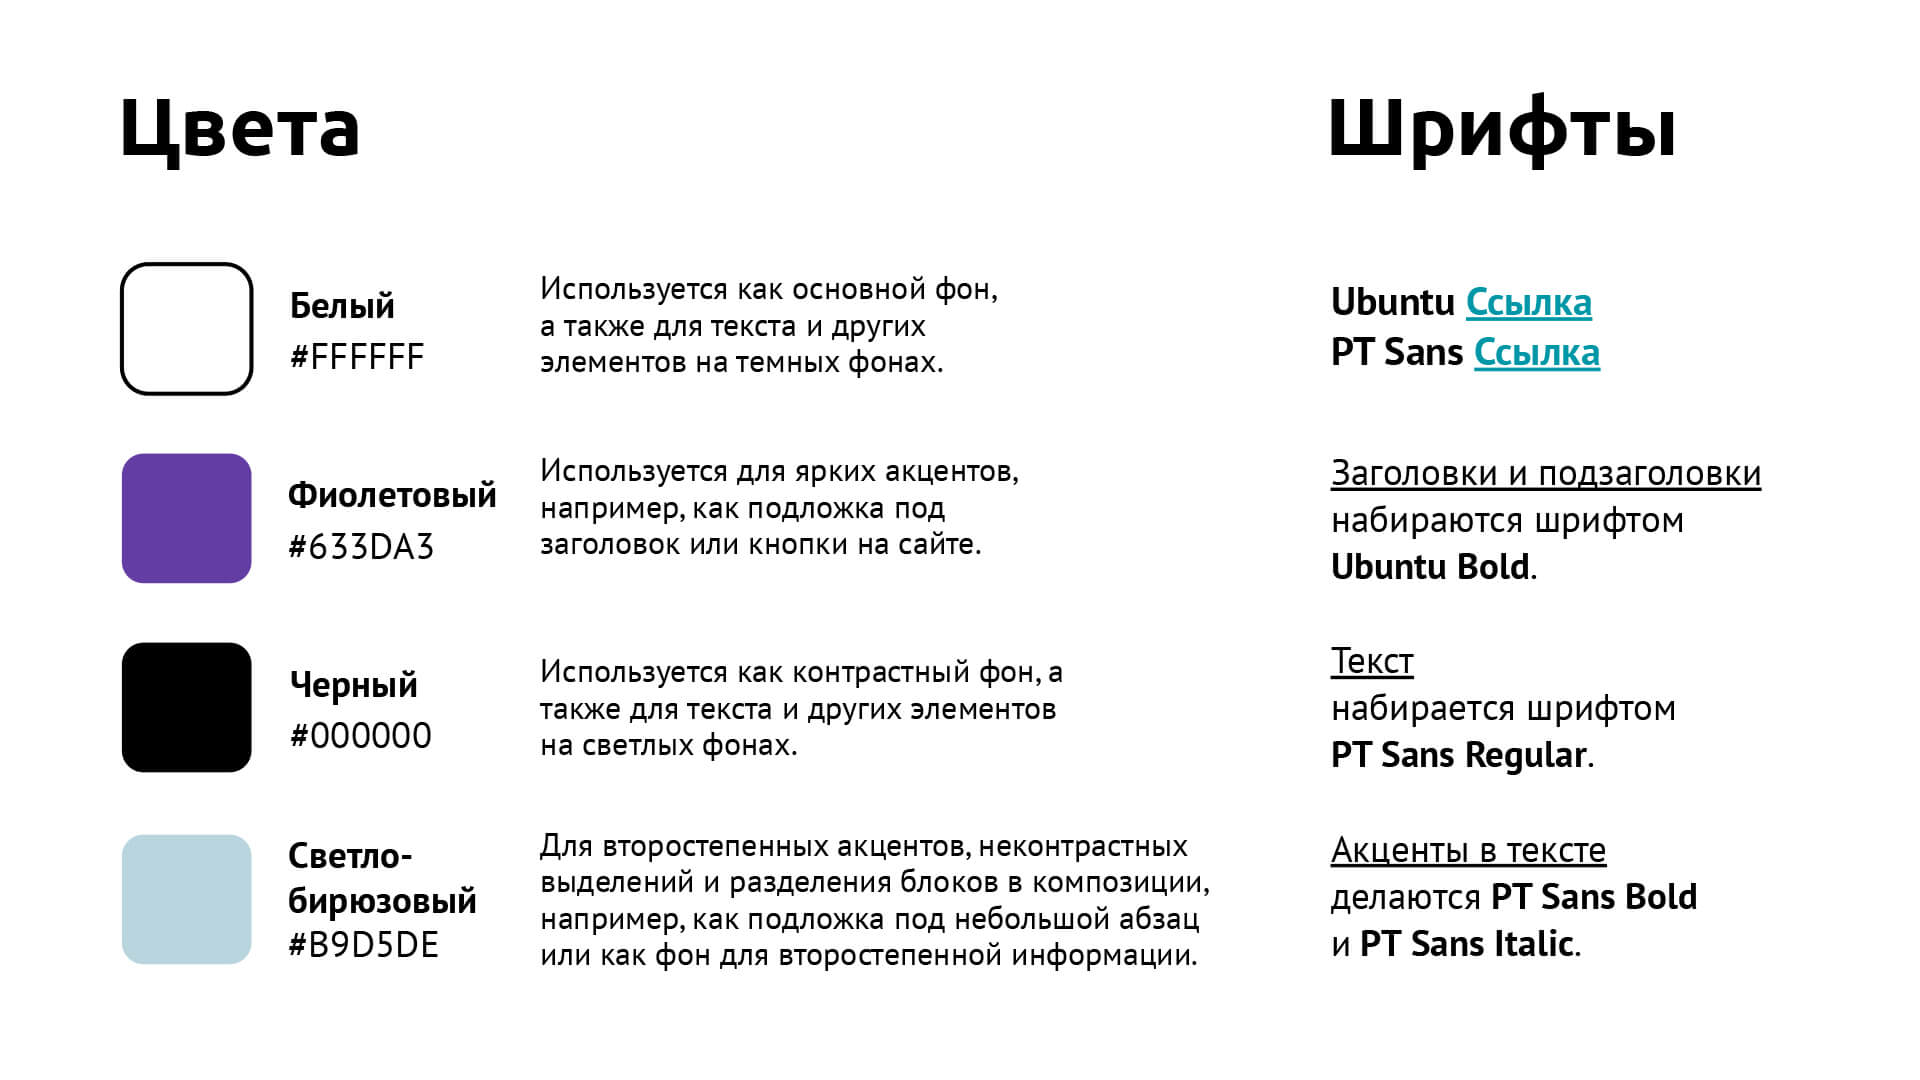 Цвета
Белый
#FFFFFF
Используется как основной фон,
а также для текста и других
элементов на темных фонах.
Фиолетовый
#633DA3
Используется для ярких акцентов,
например, как подложка под
заголовок или кнопки на сайте.
Черный
#000000
Используется как контрастный фон, а
также для текста и других элементов
на светлых фонах.
Светло-
бирюзовый
#B9D5DE
Для второстепенных акцентов, неконтрастных
выделений и разделения блоков в композиции,
например, как подложка под небольшой абзац
или как фон для второстепенной информации.
Шрифты
Ubuntu Ссылка
PT Sans Ссылка
Заголовки и подзаголовки
набираются шрифтом
Ubuntu Bold.
Текст
набирается шрифтом
PT Sans Regular.
Акценты в тексте
делаются PT Sans Bold
и PT Sans Italic.